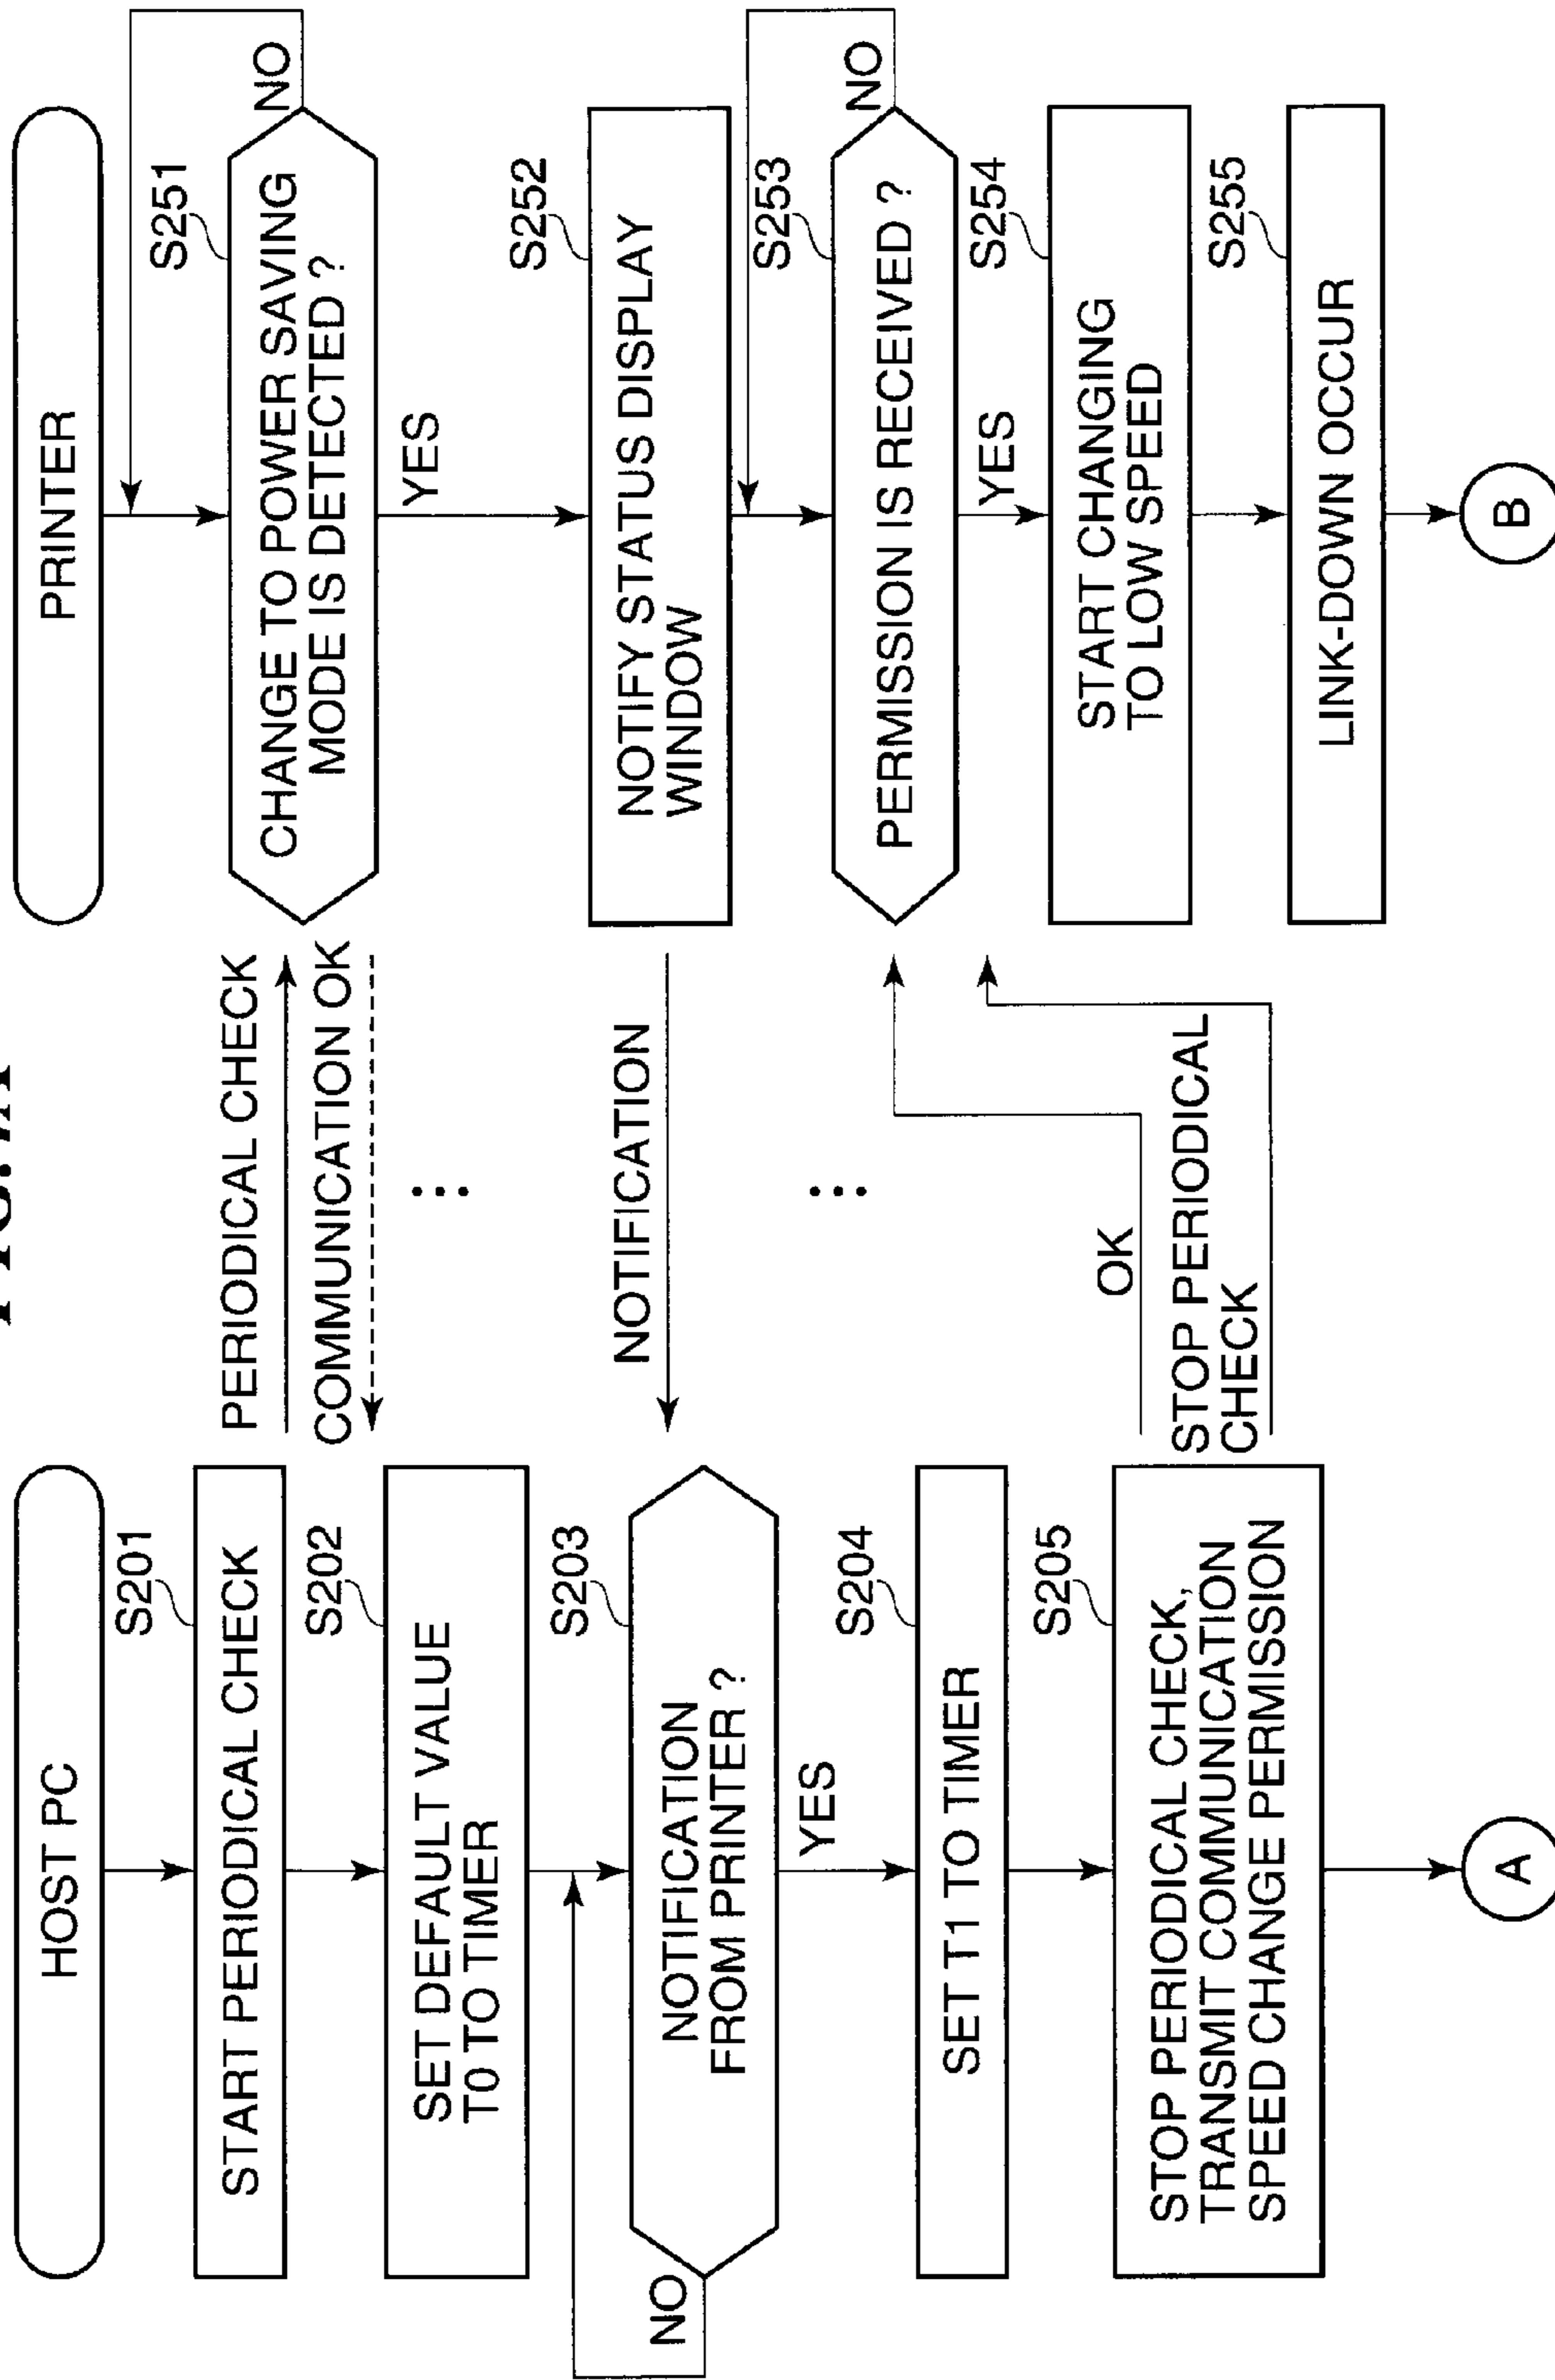 HOST PC
S201
START PERIODICAL CHECK
S202
SET DEFAULT VALUE
T0 TO TIMER
S203
NOTIFICATION
FROM PRINTER ?
NO
YES
S204
SET T1 TO TIMER
S205
STOP PERIODICAL CHECK,
TRANSMIT COMMUNICATION
SPEED CHANGE PERMISSION
A
PERIODICAL CHECK
COMMUNICATION OK
NOTIFICATION
OK
STOP PERIODICAL
CHECK
PRINTER
S251
CHANGE TO POWER SAVING
MODE IS DETECTED ?
NO
YES
S252
NOTIFY STATUS DISPLAY
WINDOW
S253
PERMISSION IS RECEIVED ?
NO
YES
S254
START CHANGING
TO LOW SPEED
S255
LINK-DOWN OCCUR
B